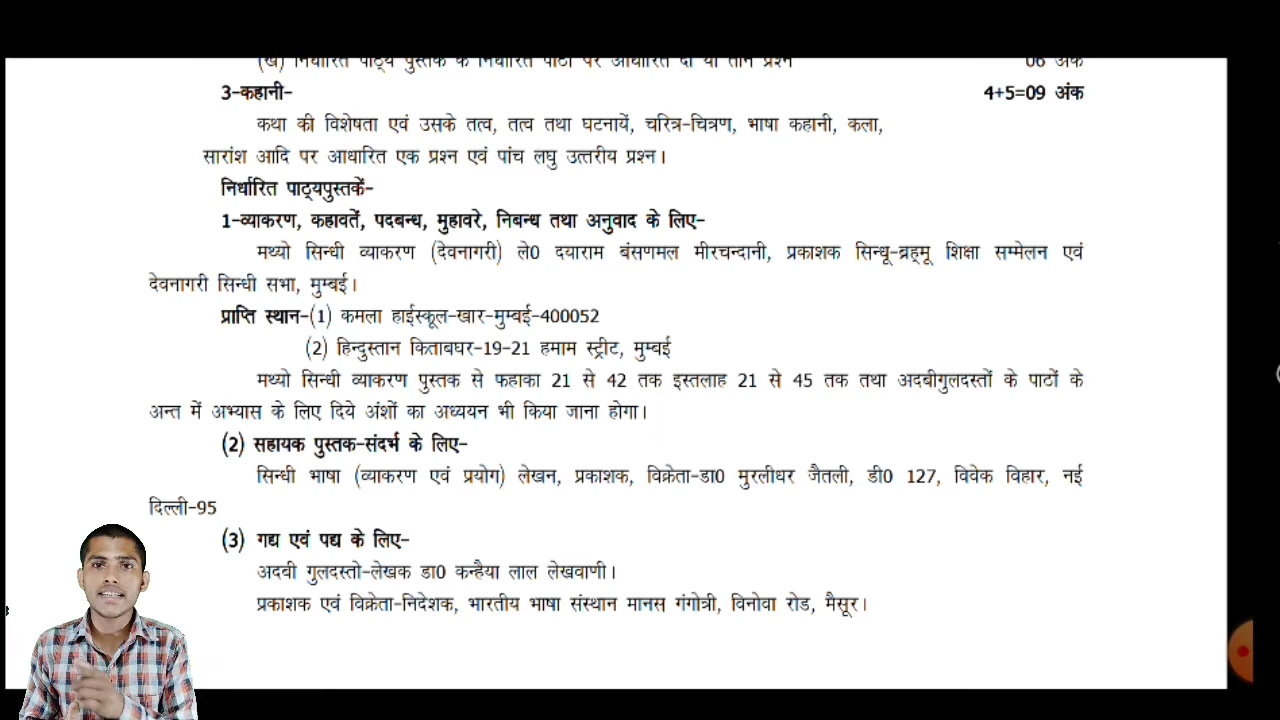 (ख) निर्धारित पाठ्य पुस्तक के निर्धारित पाठों पर आधारित दो या तीन प्रश्न 06 अंक
3-कहानी- 4+5=09 अंक
कथा की विशेषता एवं उसके तत्व, तत्व तथा घटनायें, चरित्र-चित्रण, भाषा कहानी, कला,
सारांश आदि पर आधारित एक प्रश्न एवं पांच लघु उत्तरीय प्रश्न।
निर्धारित पाठ्यपुस्तकें-
1-व्याकरण, कहावतें, पदबन्ध, मुहावरे, निबन्ध तथा अनुवाद के लिए-
मथ्यो सिन्धी व्याकरण (देवनागरी) ले0 दयाराम बंसणमल मीरचन्दानी, प्रकाशक सिन्धू-ब्रह्मू शिक्षा सम्मेलन एवं
देवनागरी सिन्धी सभा, मुम्बई।
प्राप्ति स्थान-(1) कमला हाईस्कूल-खार-मुम्बई-400052
(2) हिन्दुस्तान किताबघर-19-21 हमाम स्ट्रीट, मुम्बई
मथ्यो सिन्धी व्याकरण पुस्तक से फहाका 21 से 42 तक इस्तलाह 21 से 45 तक तथा अदबीगुलदस्तों के पाठों के
अन्त में अभ्यास के लिए दिये अंशों का अध्ययन भी किया जाना होगा।
(2) सहायक पुस्तक-संदर्भ के लिए-
सिन्धी भाषा (व्याकरण एवं प्रयोग) लेखन, प्रकाशक, विक्रेता-डा0 मुरलीधर जैतली, डी0 127, विवेक विहार, नई
दिल्ली-95
(3) गद्य एवं पद्य के लिए-
अदवी गुलदस्तो-लेखक डा0 कन्हैया लाल लेखवाणी।
प्रकाशक एवं विक्रेता-निदेशक, भारतीय भाषा संस्थान मानस गंगोत्री, विनोवा रोड, मैसूर।